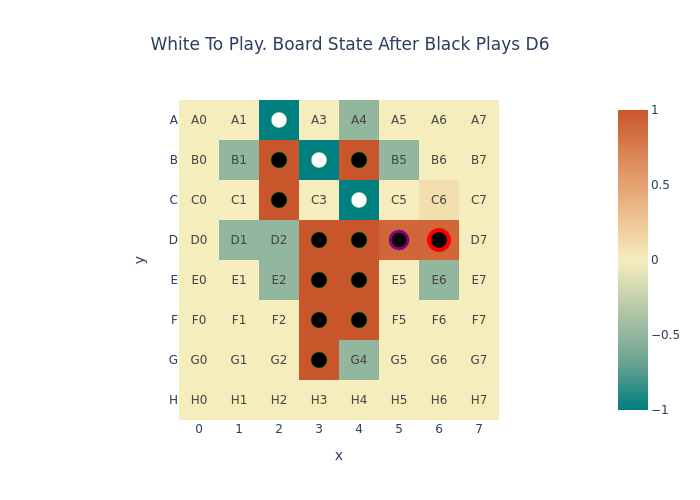 White To Play. Board State After Black Plays D6
A A0 A1 A3 A4 A5 A6 A7 1
B B0 B1 B5 B6 B7
0.5
C C0 C1 C3 C5 C6 C7
D D0 D1 D2 D7
0
y
E E0 E1 E2 E5 E6 E7
F F0 F1 F2 F5 F6 F7
−0.5
G G0 G1 G2 G4 G5 G6 G7
H H0 H1 H2 H3 H4 H5 H6 H7 −1
0 1 2 3 4 5 6 7
x